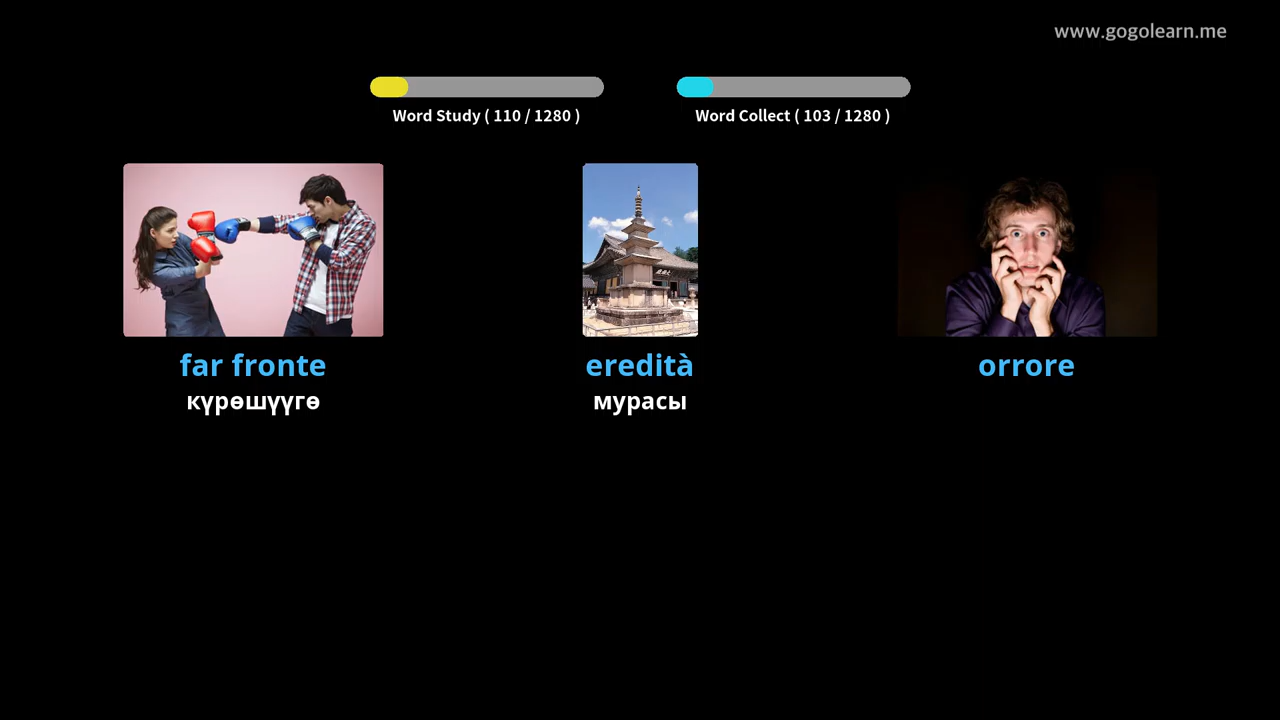 www.gogolearn.me
Word Study ( 110 / 1280 )
Word Collect ( 103 / 1280 )
far fronte
күрөшүүгө
eredità
мурасы
orrore